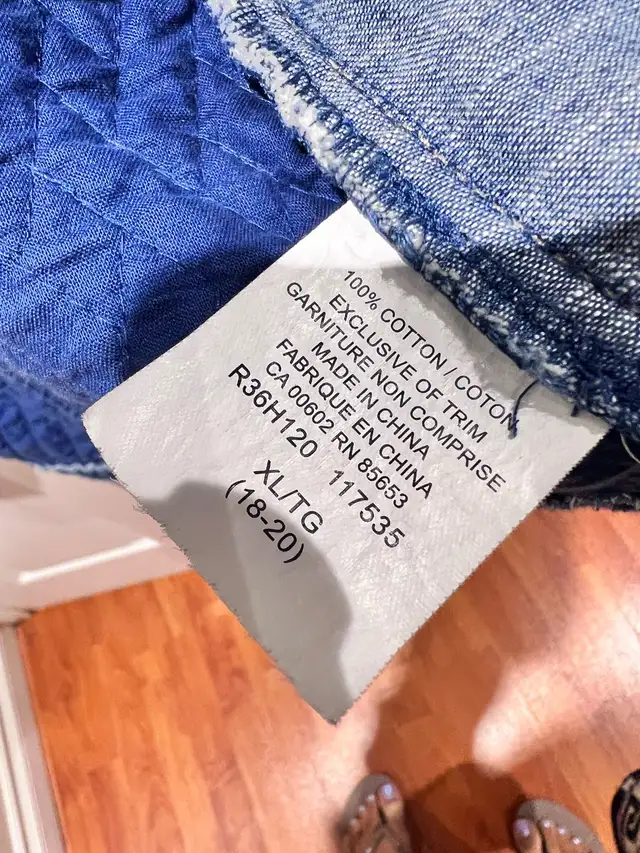 100% COTTON / COTON
EXCLUSIVE OF TRIM
GARNITURE NON COMPRISE
MADE IN CHINA
FABRIQUE EN CHINA
CA 00602 RN 85653
R36H120 117535
XL/TG
(18-20)